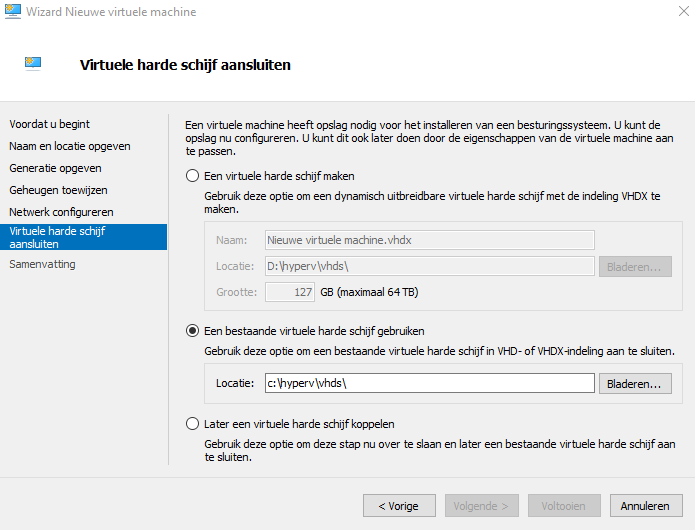 Wizard Nieuwe virtuele machine
Virtuele harde schijf aansluiten
Voordat u begint
Naam en locatie opgeven
Generatie opgeven
Geheugen toewijzen
Netwerk configureren
Virtuele harde schijf
aansluiten
Samenvatting
Een virtuele machine heeft opslag nodig voor het installeren van een besturingssysteem. U kunt de
opslag nu configureren. U kunt dit ook later doen door de eigenschappen van de virtuele machine aan
te passen.
Een virtuele harde schijf maken
Gebruik deze optie om een dynamisch uitbreidbare virtuele harde schijf met de indeling VHDX te
maken.
Naam: Nieuwe virtuele machine.vhdx
Locatie: D:\hyperv\vhds\ Bladeren...
Grootte: 127 GB (maximaal 64 TB)
Een bestaande virtuele harde schijf gebruiken
Gebruik deze optie om een bestaande virtuele harde schijf in VHD- of VHDX-indeling aan te sluiten.
Locatie: c:\hyperv\vhds\ Bladeren...
Later een virtuele harde schijf koppelen
Gebruik deze optie om deze stap nu over te slaan en later een bestaande virtuele harde schijf aan
te sluiten.
< Vorige Volgende > Voltooien Annuleren